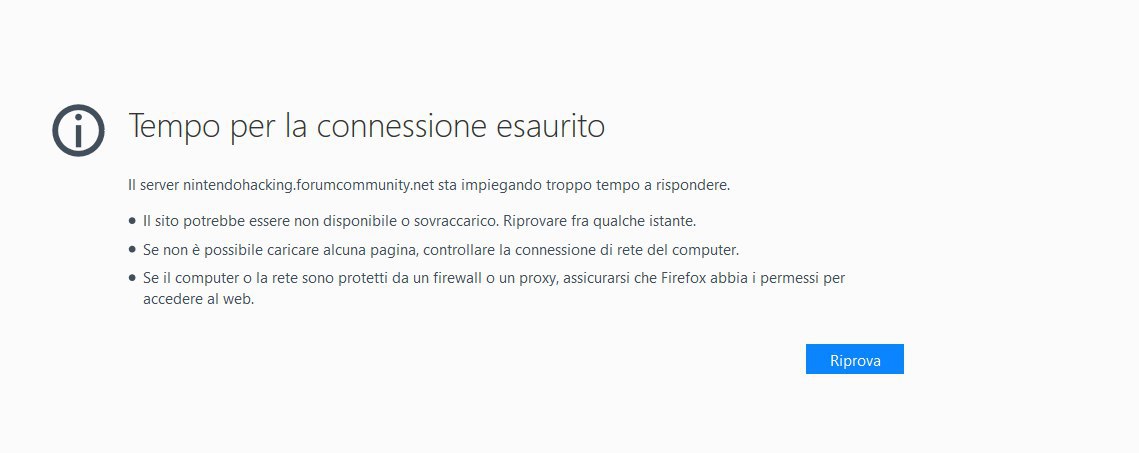 Tempo per la connessione esaurito
Il server nintendohacking.forumcommunity.net sta impiegando troppo tempo a rispondere.
• Il sito potrebbe essere non disponibile o sovraccarico. Riprovare fra qualche istante.
• Se non è possibile caricare alcuna pagina, controllare la connessione di rete del computer.
• Se il computer o la rete sono protetti da un firewall o un proxy, assicurarsi che Firefox abbia i permessi per
accedere al web.
Riprova